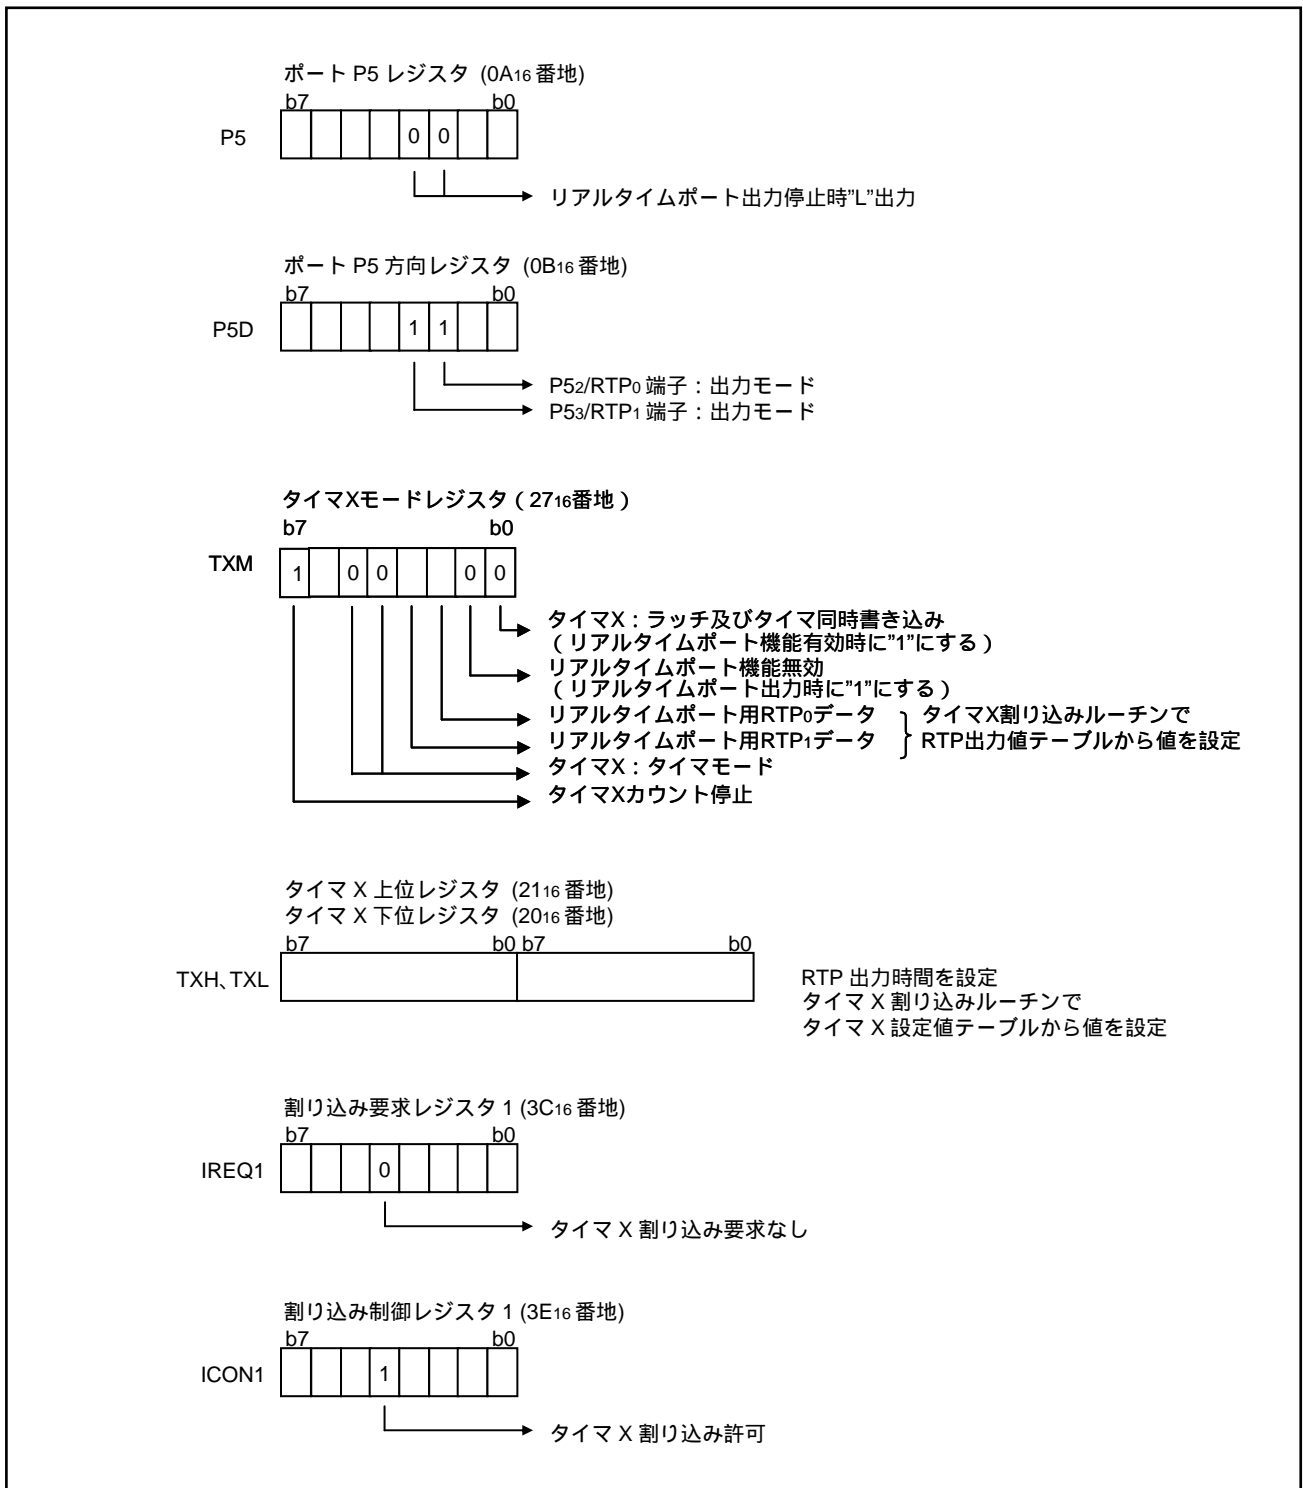 ポート P5 レジスタ (0A16 番地)
b7 b0
P5 0 0
リアルタイムポート出力停止時"L"出力
ポート P5 方向レジスタ (0B16 番地)
b7 b0
P5D 1 1
P52/RTP0 端子：出力モード
P53/RTP1 端子：出力モード
タイマXモードレジスタ（2716番地）
b7 b0
TXM 1 0 0 0 0
タイマX：ラッチ及びタイマ同時書き込み
（リアルタイムポート機能有効時に"1"にする）
リアルタイムポート機能無効
（リアルタイムポート出力時に"1"にする）
リアルタイムポート用RTP0データ タイマX割り込みルーチンで
リアルタイムポート用RTP1データ RTP出力値テーブルから値を設定
タイマX：タイマモード
タイマXカウント停止
タイマ X 上位レジスタ (2116 番地)
タイマ X 下位レジスタ (2016 番地)
b7 b0 b7 b0
TXH、TXL RTP 出力時間を設定
タイマ X 割り込みルーチンで
タイマ X 設定値テーブルから値を設定
割り込み要求レジスタ 1 (3C16 番地)
b7 b0
IREQ1 0
タイマ X 割り込み要求なし
割り込み制御レジスタ 1 (3E16 番地)
b7 b0
ICON1 1
タイマ X 割り込み許可